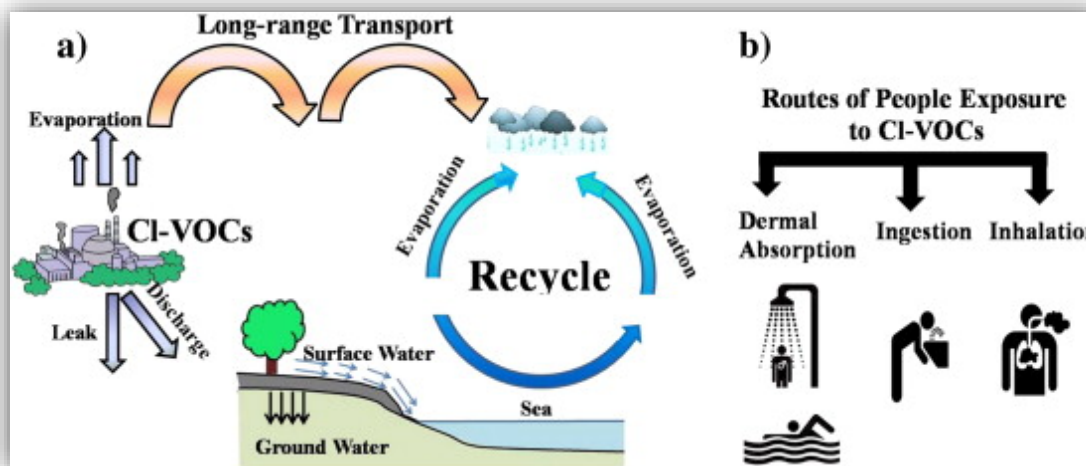 a)
Long-range Transport
Evaporation
Cl-VOCs
Leak
Discharge
Evaporation
Evaporation
Recycle
Surface Water
Sea
Ground Water
b)
Routes of People Exposure
to Cl-VOCs
Dermal
Absorption
Ingestion
Inhalation